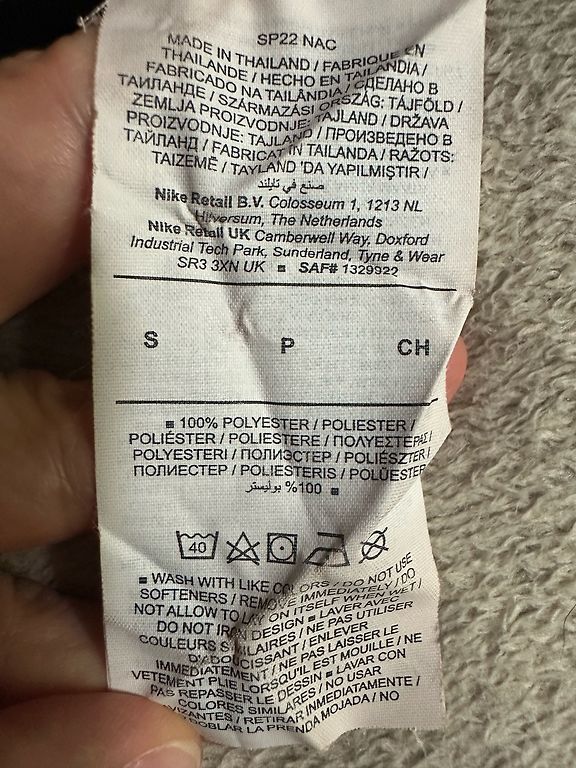 SP22 NAC
MADE IN THAILAND / FABRIQUÉ EN
THAÏLANDE / HECHO EN TAILANDIA /
FABRICADO NA TAILÂNDIA / СДЕЛАНО В
ТАИЛАНДЕ / SZÁRMAZÁSI ORSZÁG: TÁJFÖLD /
ZEMLJA PROIZVODNJE: TAJLAND / DRŽAVA
PROIZVODNJE: TAJLAND / ПРОИЗВЕДЕНО В
ТАЙЛАНД / FABRICAT IN TAILANDA / RAŽOTS:
TAIZEMĒ / TAYLAND 'DA YAPILMIŞTIR /
صنع في تايلند
Nike Retail B.V. Colosseum 1, 1213 NL
Hilversum, The Netherlands
Nike Retail UK Camberwell Way, Doxford
Industrial Tech Park, Sunderland, Tyne & Wear
SR3 3XN UK ■ SAF# 1329922
S P CH
■ 100% POLYESTER / POLIESTER /
POLIÉSTER / POLIESTERE / ΠΟΛΥΕΣΤΕΡΑΣ /
POLYESTERI / ПОЛИЭСТЕР / POLIÉSZTER /
ПОЛИЕСТЕР / POLIESTERIS / POLÜESTER
100% بوليستر ■
40
■ WASH WITH LIKE COLORS / DO NOT USE
SOFTENERS / REMOVE IMMEDIATELY / DO
NOT ALLOW TO LAY ON ITSELF WHEN WET /
DO NOT IRON DESIGN ■ LAVER AVEC
COULEURS SIMILAIRES / NE PAS UTILISER
D'ADOUCISSANT / ENLEVER
IMMÉDIATEMENT / NE PAS LAISSER LE
VÊTEMENT PLIÉ LORSQU'IL EST MOUILLÉ / NE
PAS REPASSER LE DESSIN ■ LAVAR CON
COLORES SIMILARES / NO USAR
SUAVIZANTES / RETIRAR INMEDIATAMENTE /
NO DOBLAR LA PRENDA MOJADA / NO